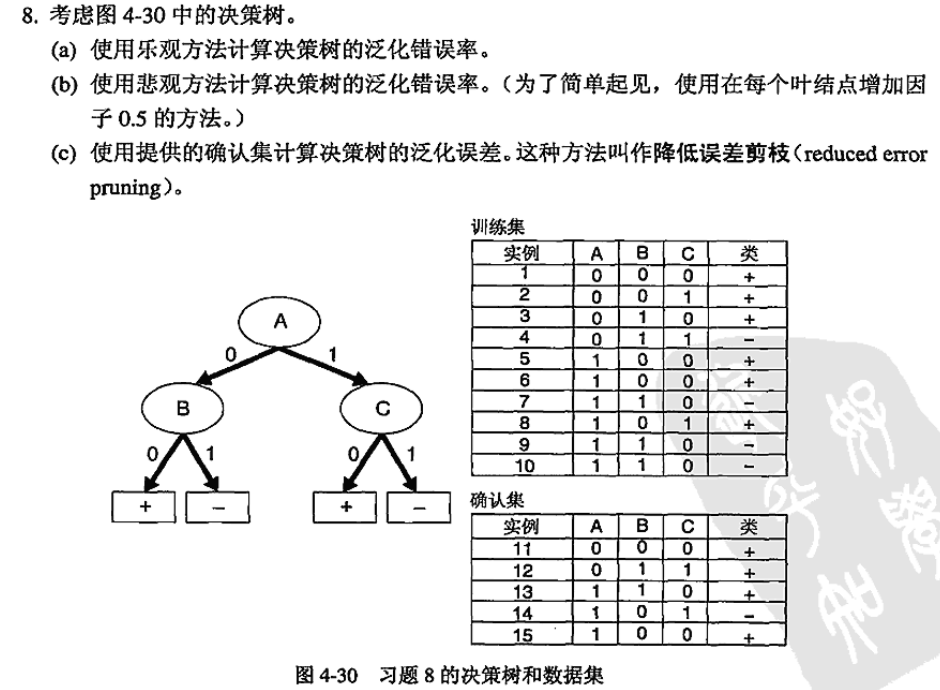 8. 考虑图 4-30 中的决策树。
(a) 使用乐观方法计算决策树的泛化错误率。
(b) 使用悲观方法计算决策树的泛化错误率。（为了简单起见，使用在每个叶结点增加因
子 0.5 的方法。）
(c) 使用提供的确认集计算决策树的泛化误差。这种方法叫作降低误差剪枝（reduced error
pruning）。
训练集
实例 A B C 类
1 0 0 0 +
2 0 0 1 +
3 0 1 0 +
4 0 1 1 −
5 1 0 0 +
6 1 0 0 +
7 1 1 0 −
8 1 0 1 +
9 1 1 0 −
10 1 1 0 −
A
0 1
B C
0 1 0 1
+ − + −
确认集
实例 A B C 类
11 0 0 0 +
12 0 1 1 +
13 1 1 0 +
14 1 0 1 −
15 1 0 0 +
图 4-30 习题 8 的决策树和数据集